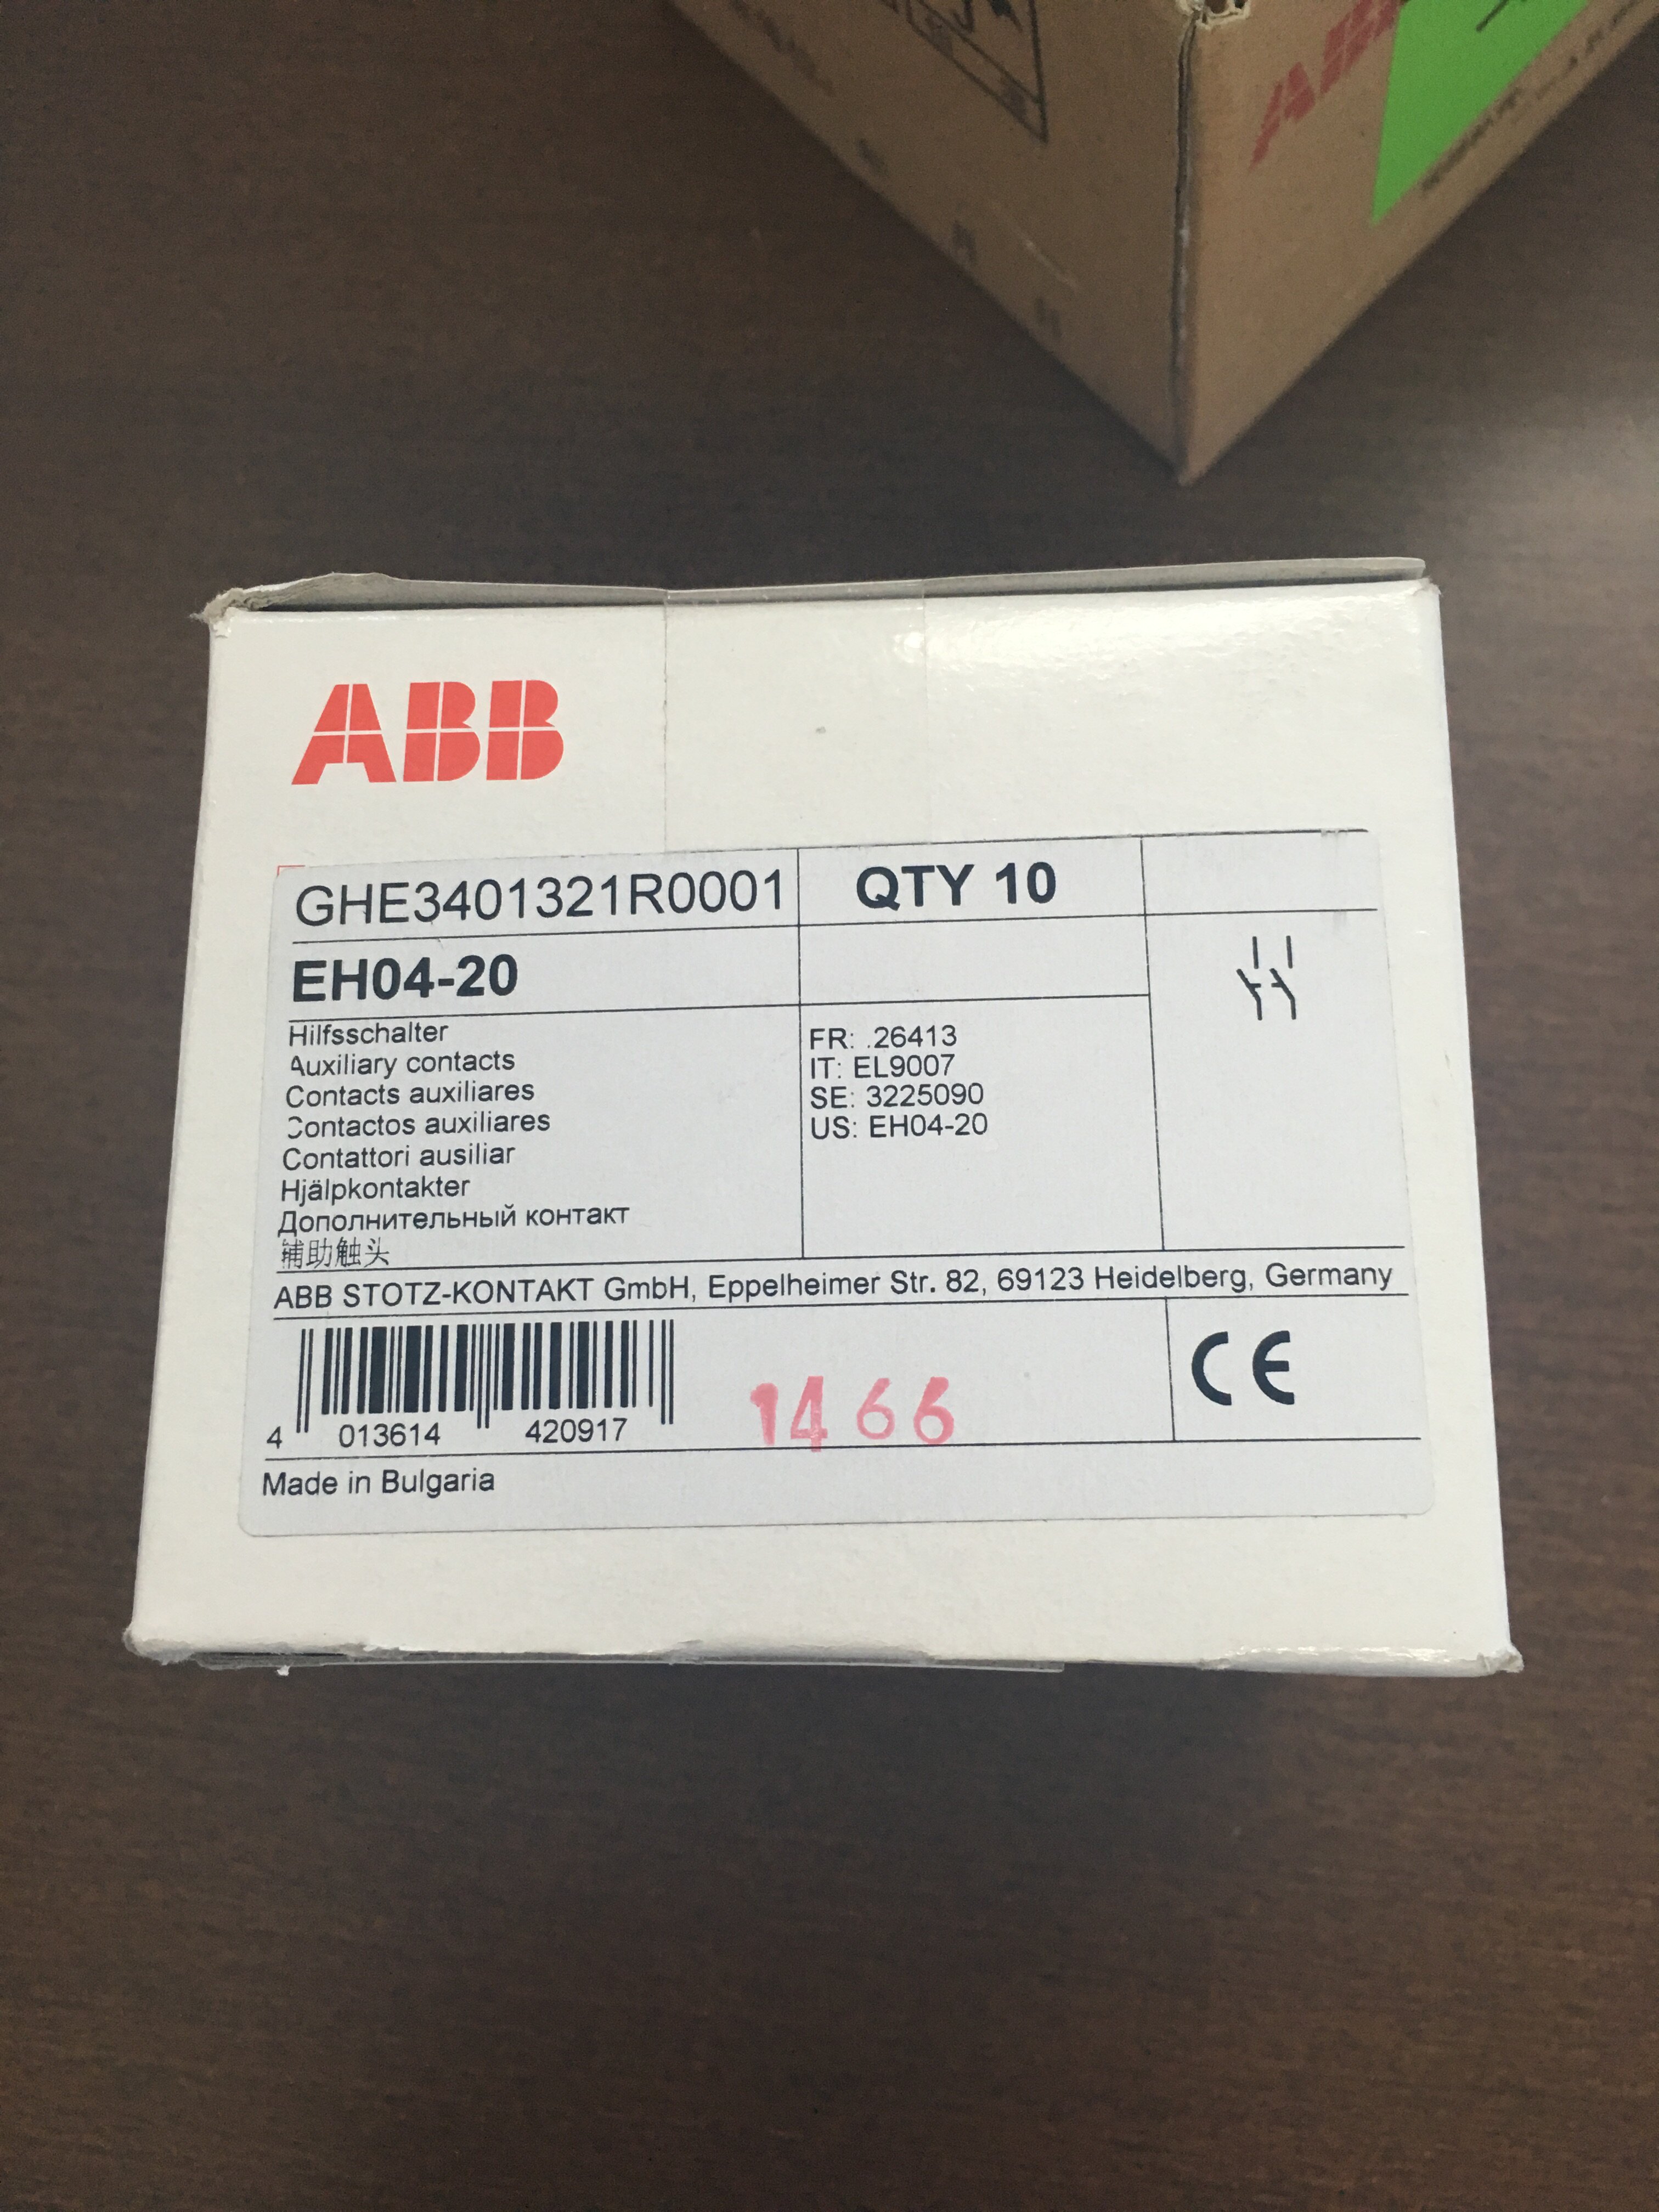 ABB
ABB
GHE3401321R0001
QTY 10
EH04-20
Hilfsschalter
Auxiliary contacts
Contacts auxiliares
Contactos auxiliares
Contattori ausiliar
Hjälpkontakter
Дополнительный контакт
辅助触头
FR: .26413
IT: EL9007
SE: 3225090
US: EH04-20
ABB STOTZ-KONTAKT GmbH, Eppelheimer Str. 82, 69123 Heidelberg, Germany
4 013614 420917
1466
CE
Made in Bulgaria